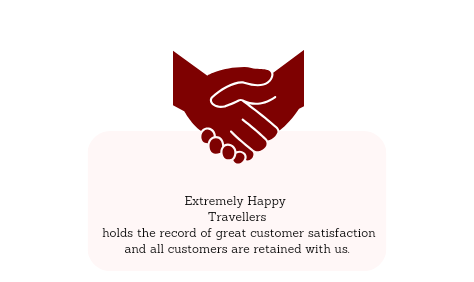 Extremely Happy
Travellers
holds the record of great customer satisfaction
and all customers are retained with us.